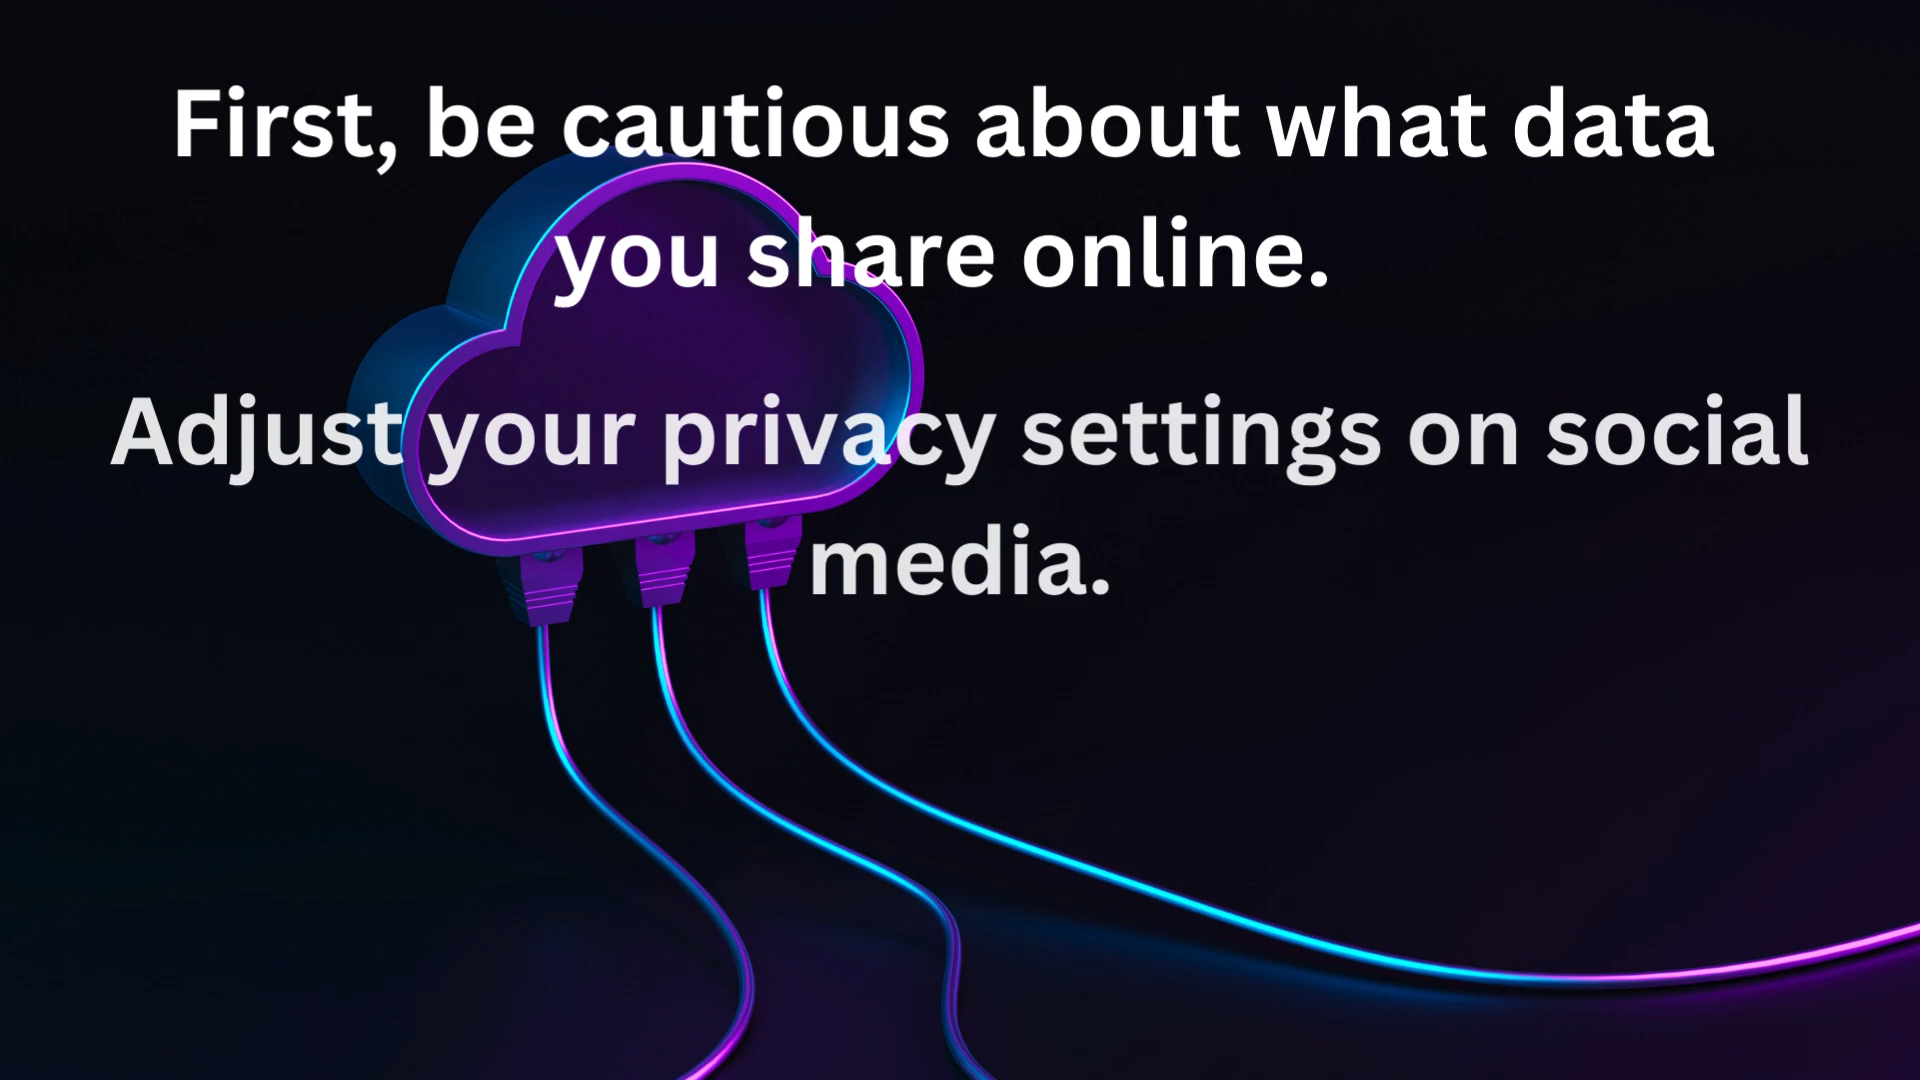 First, be cautious about what data
you share online.
Adjust your privacy settings on social
media.